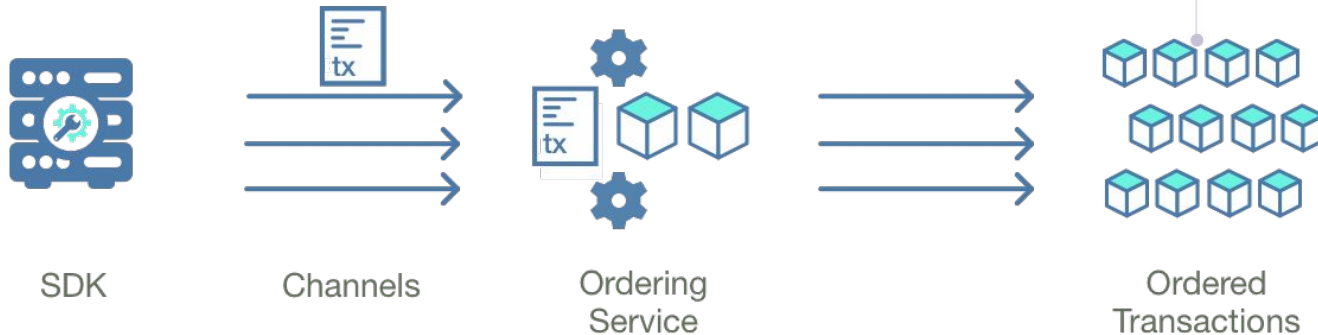 tx
tx
SDK
Channels
Ordering
Service
Ordered
Transactions